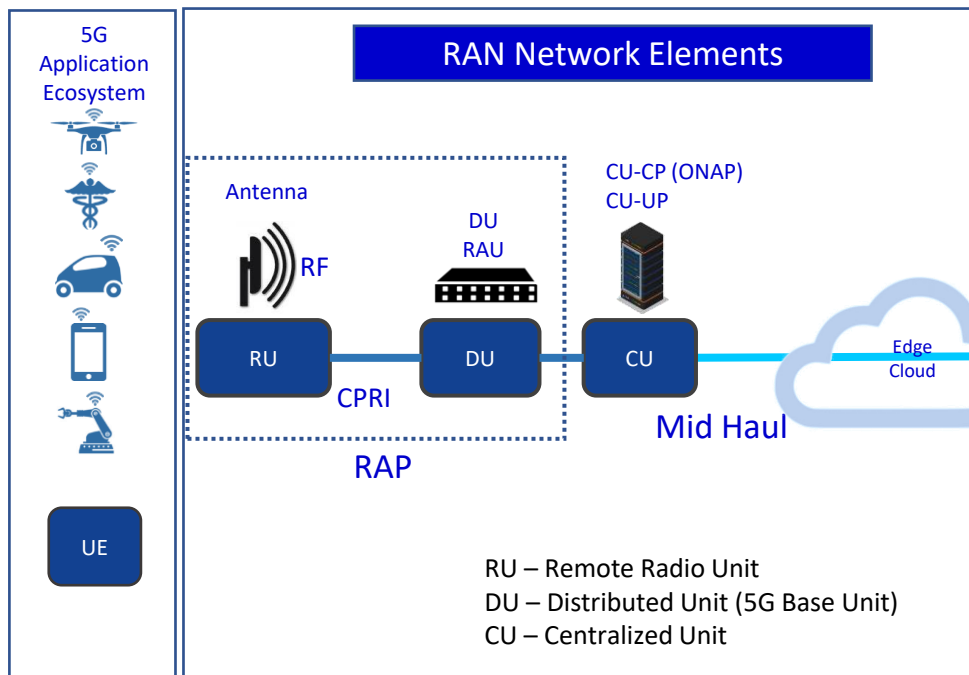 5G
Application
Ecosystem
UE
RAN Network Elements
Antenna
RF
DU
RAU
CU-CP (ONAP)
CU-UP
RU
DU
CU
CPRI
RAP
Mid Haul
Edge
Cloud
RU – Remote Radio Unit
DU – Distributed Unit (5G Base Unit)
CU – Centralized Unit